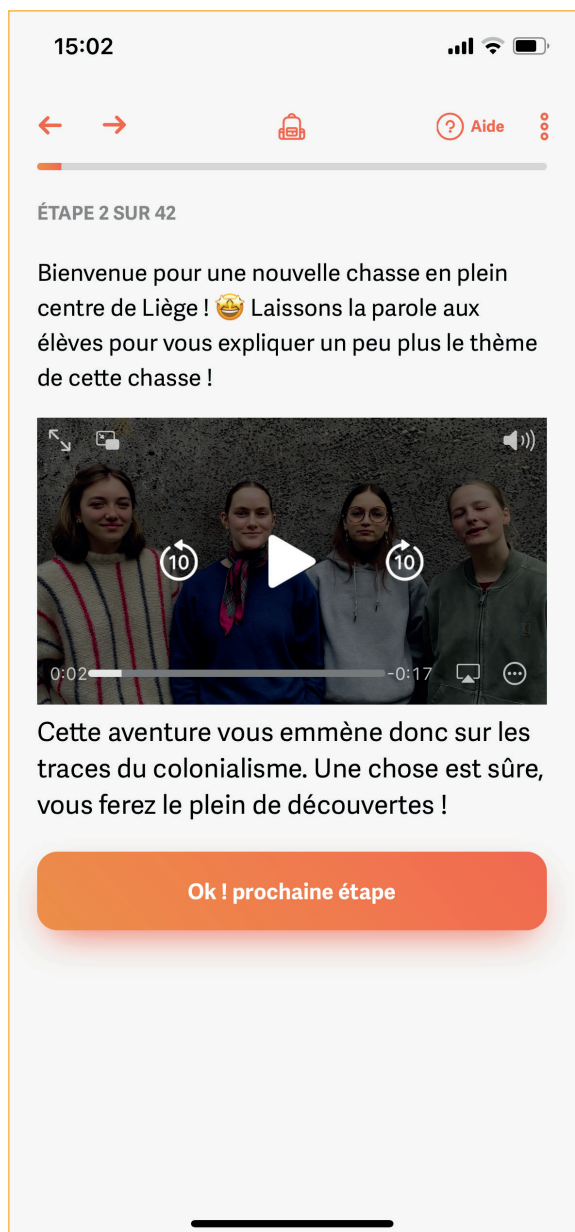 15:02
Aide
ÉTAPE 2 SUR 42
Bienvenue pour une nouvelle chasse en plein
centre de Liège ! 🤩 Laissons la parole aux
élèves pour vous expliquer un peu plus le thème
de cette chasse !
10
10
0:02
-0:17
Cette aventure vous emmène donc sur les
traces du colonialisme. Une chose est sûre,
vous ferez le plein de découvertes !
Ok ! prochaine étape